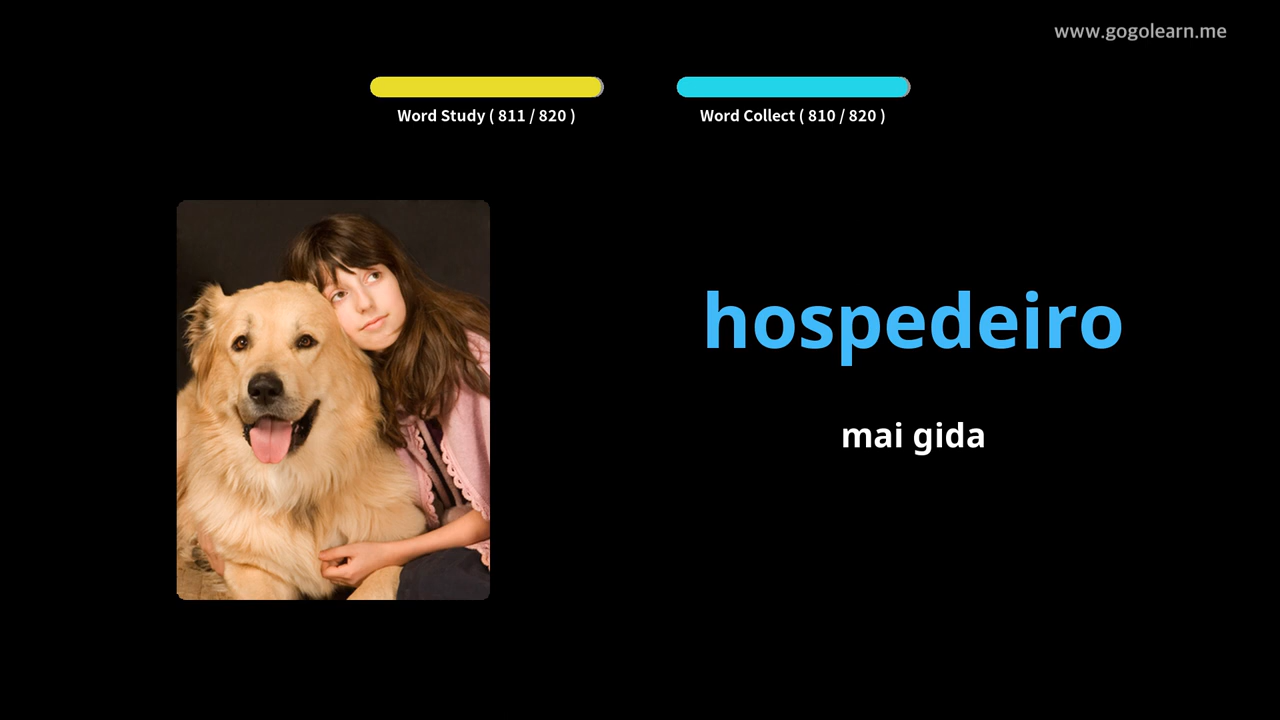 www.gogolearn.me
Word Study ( 811 / 820 )
Word Collect ( 810 / 820 )
hospedeiro
mai gida